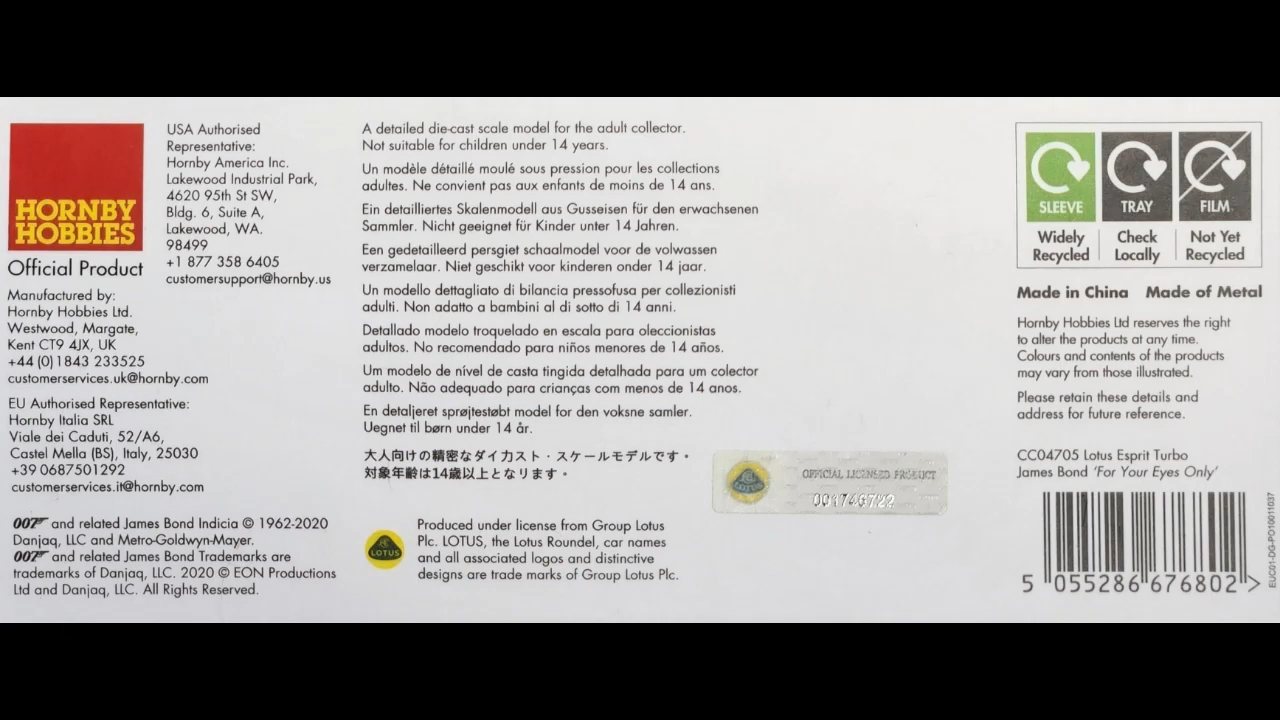 HORNBY
HOBBIES
Official Product
Manufactured by:
Hornby Hobbies Ltd.
Westwood, Margate,
Kent CT9 4JX, UK
+44 (0)1843 233525
customerservices.uk@hornby.com
EU Authorised Representative:
Hornby Italia SRL
Viale dei Caduti, 52/A6,
Castel Mella (BS), Italy, 25030
+39 0687501292
customerservices.it@hornby.com
007 and related James Bond Indicia © 1962-2020
Danjaq, LLC and Metro-Goldwyn-Mayer.
007 and related James Bond Trademarks are
trademarks of Danjaq, LLC. 2020 © EON Productions
Ltd and Danjaq, LLC. All Rights Reserved.
USA Authorised
Representative:
Hornby America Inc.
Lakewood Industrial Park,
4620 95th St SW,
Bldg. 6, Suite A,
Lakewood, WA.
98499
+1 877 358 6405
customersupport@hornby.us
A detailed die-cast scale model for the adult collector.
Not suitable for children under 14 years.
Un modèle détaillé moulé sous pression pour les collections
adultes. Ne convient pas aux enfants de moins de 14 ans.
Ein detailliertes Skalenmodell aus Gusseisen für den erwachsenen
Sammler. Nicht geeignet für Kinder unter 14 Jahren.
Een gedetailleerd persgiet schaalmodel voor de volwassen
verzamelaar. Niet geschikt voor kinderen onder 14 jaar.
Un modello dettagliato di bilancia pressofusa per collezionisti
adulti. Non adatto a bambini al di sotto di 14 anni.
Detallado modelo troquelado en escala para oleccionistas
adultos. No recomendado para niños menores de 14 años.
Um modelo de nível de casta tingida detalhada para um colector
adulto. Não adequado para crianças com menos de 14 anos.
En detaljeret sprøjtestøbt model for den voksne samler.
Uegnet til børn under 14 år.
大人向けの精密なダイカスト・スケールモデルです。
対象年齢は14歳以上となります。
LOTUS
Produced under license from Group Lotus
Plc. LOTUS, the Lotus Roundel, car names
and all associated logos and distinctive
designs are trade marks of Group Lotus Plc.
LOTUS
OFFICIAL LICENSED PRODUCT
001746722
SLEEVE TRAY FILM
Widely Check Not Yet
Recycled Locally Recycled
Made in China Made of Metal
Hornby Hobbies Ltd reserves the right
to alter the products at any time.
Colours and contents of the products
may vary from those illustrated.
Please retain these details and
address for future reference.
CC04705 Lotus Esprit Turbo
James Bond ‘For Your Eyes Only’
5 055286 676802 >
EUC01-DG-PO10011037